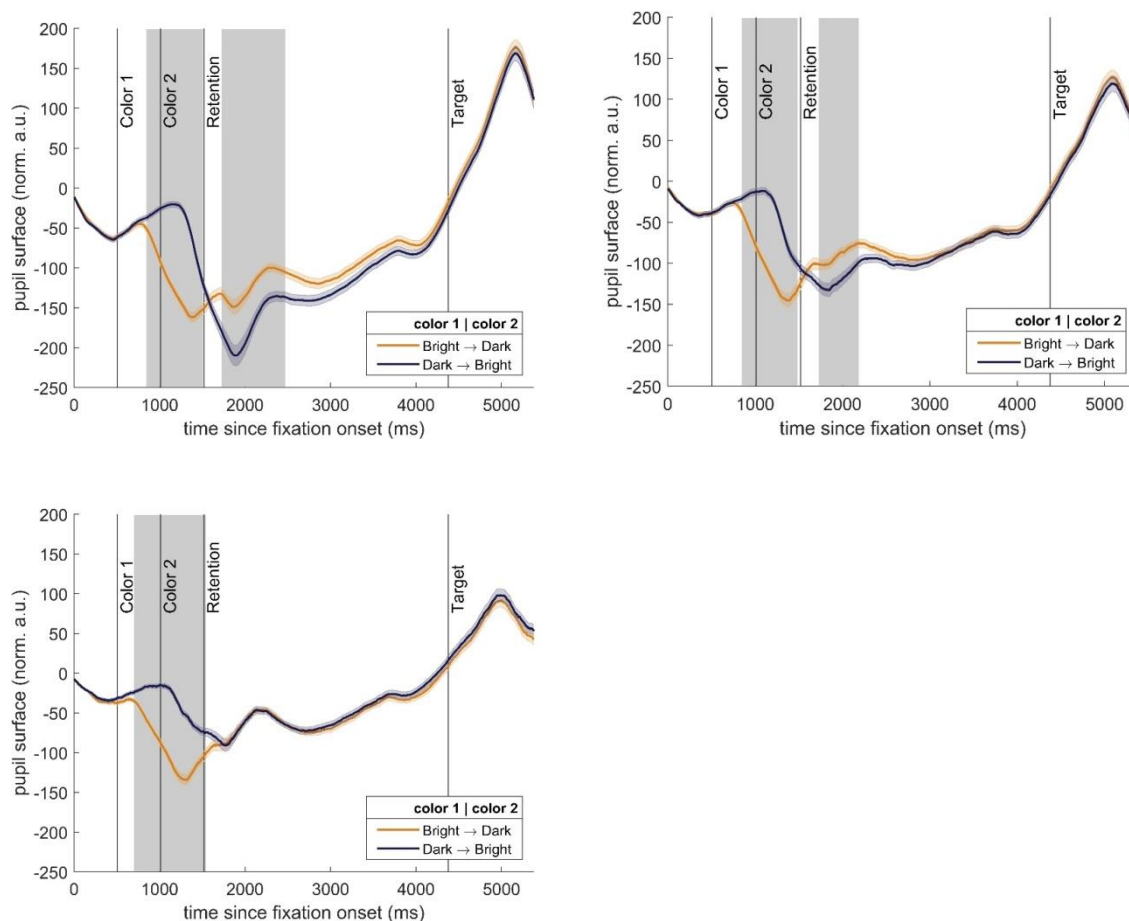 200
150
100
50
0
-50
-100
-150
-200
-250
pupil surface (norm. a.u.)
Color 1
Color 2
Retention
Target
color 1 | color 2
Bright → Dark
Dark → Bright
0 1000 2000 3000 4000 5000
time since fixation onset (ms)
200
150
100
50
0
-50
-100
-150
-200
-250
pupil surface (norm. a.u.)
Color 1
Color 2
Retention
Target
color 1 | color 2
Bright → Dark
Dark → Bright
0 1000 2000 3000 4000 5000
time since fixation onset (ms)
200
150
100
50
0
-50
-100
-150
-200
-250
pupil surface (norm. a.u.)
Color 1
Color 2
Retention
Target
color 1 | color 2
Bright → Dark
Dark → Bright
0 1000 2000 3000 4000 5000
time since fixation onset (ms)